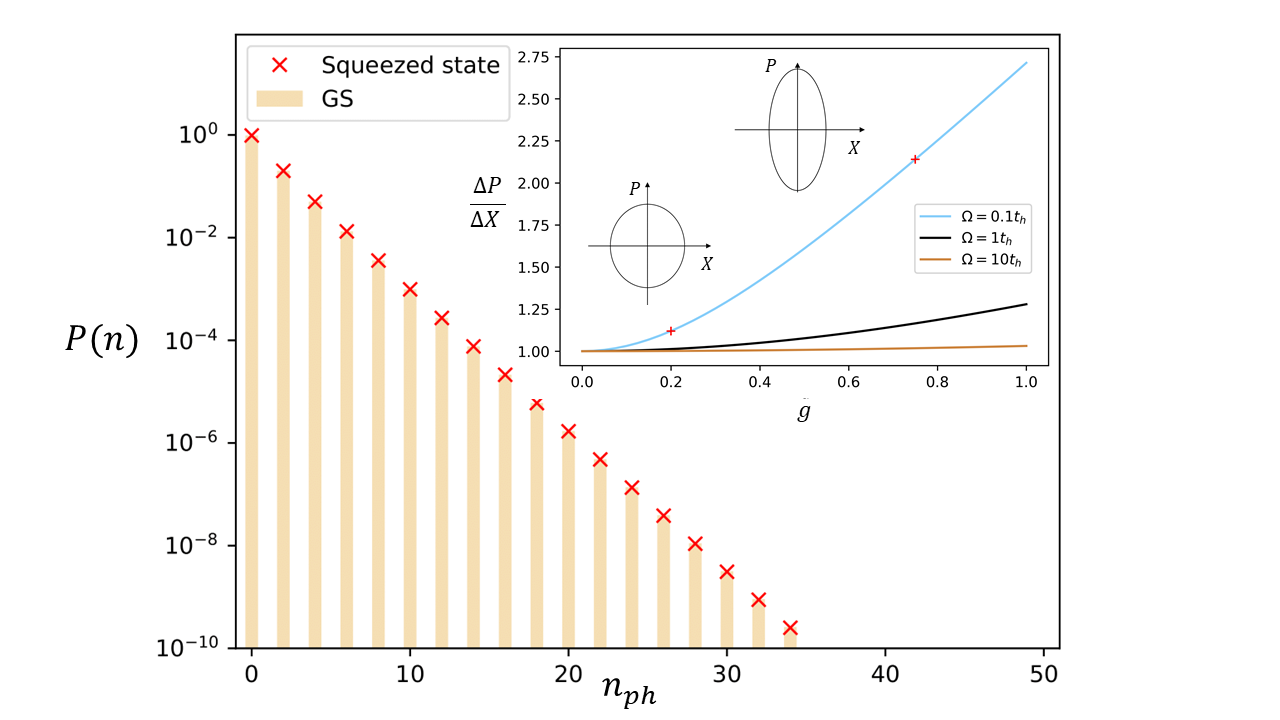 Squeezed state
GS
10⁰
10⁻²
10⁻⁴
10⁻⁶
10⁻⁸
10⁻¹⁰
P(n)
0 10 20 30 40 50
n_ph
2.75
2.50
2.25
2.00
1.75
1.50
1.25
1.00
ΔP
ΔX
P
X
P
X
Ω = 0.1t_h
Ω = 1t_h
Ω = 10t_h
0.0 0.2 0.4 0.6 0.8 1.0
g